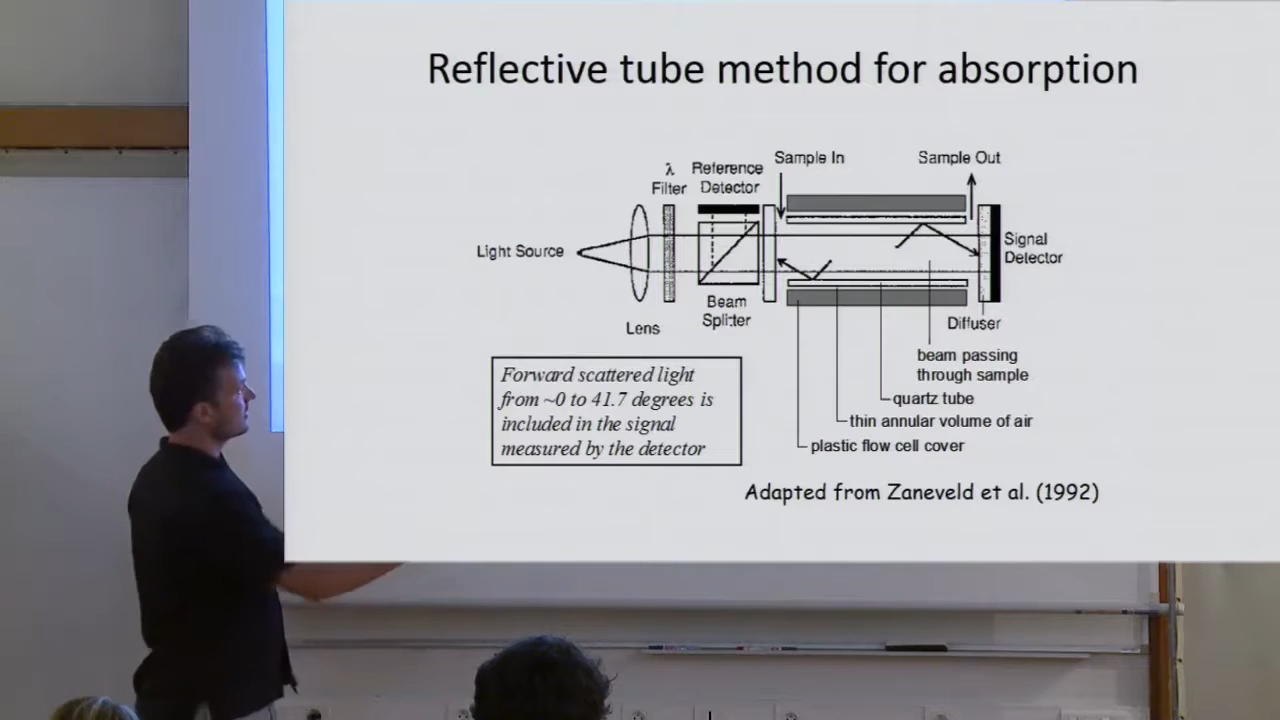 Reflective tube method for absorption
Sample In
Sample Out
λ
Filter
Reference
Detector
Light Source
Signal
Detector
Beam
Splitter
Lens
Diffuser
beam passing
through sample
quartz tube
thin annular volume of air
plastic flow cell cover
Forward scattered light
from ~0 to 41.7 degrees is
included in the signal
measured by the detector
Adapted from Zaneveld et al. (1992)